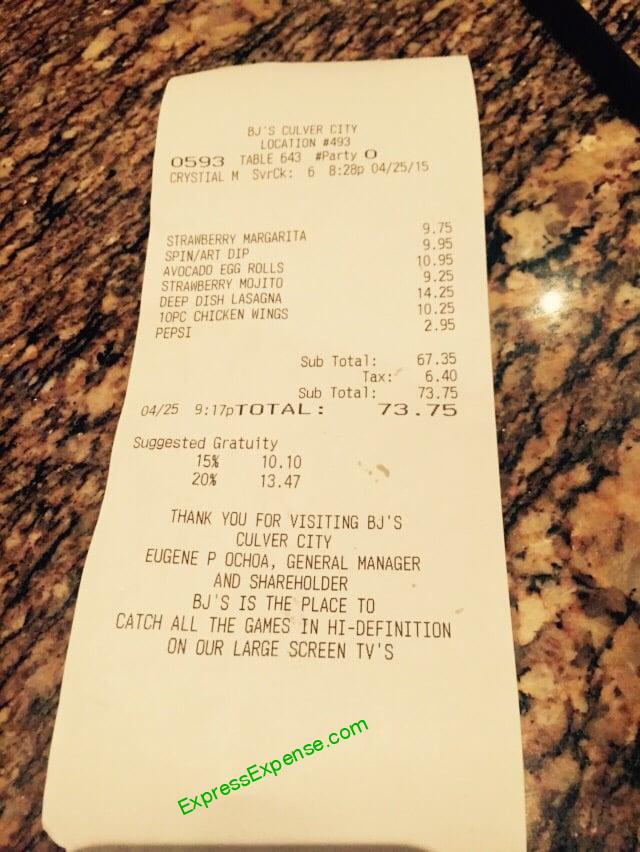 BJ'S CULVER CITY
LOCATION #493
0593 TABLE 643 #Party 0
CRYSTIAL M SvrCk: 6 8:28p 04/25/15
STRAWBERRY MARGARITA 9.75
SPIN/ART DIP 9.95
AVOCADO EGG ROLLS 10.95
STRAWBERRY MOJITO 9.25
DEEP DISH LASAGNA 14.25
10PC CHICKEN WINGS 10.25
PEPSI 2.95
Sub Total: 67.35
Tax: 6.40
Sub Total: 73.75
04/25 9:17pTOTAL: 73.75
Suggested Gratuity
15% 10.10
20% 13.47
THANK YOU FOR VISITING BJ'S
CULVER CITY
EUGENE P OCHOA, GENERAL MANAGER
AND SHAREHOLDER
BJ'S IS THE PLACE TO
CATCH ALL THE GAMES IN HI-DEFINITION
ON OUR LARGE SCREEN TV'S
ExpressExpense.com